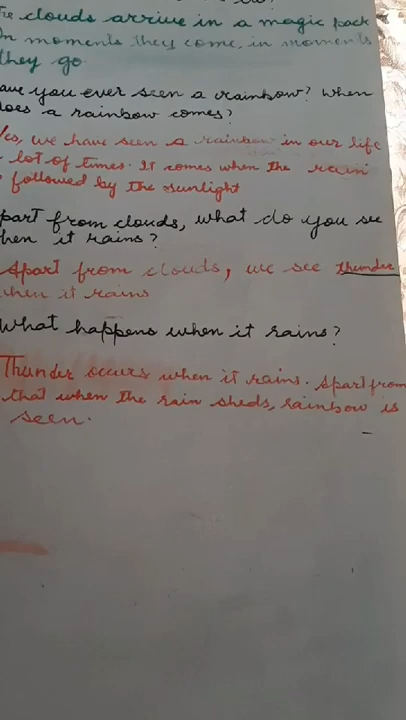 he clouds arrive in a magic pack
In moments they come, in moments
they go
ave you ever seen a rainbow? When
does a rainbow comes?
Yes, we have seen a rainbow in our life
a lot of times. It comes when the rain
is followed by the sunlight
part from clouds, what do you see
hen it rains?
Apart from clouds, we see thunder
when it rains
What happens when it rains?
Thunder occurs when it rains. Apart from
that when the rain sheds, rainbow is
seen.